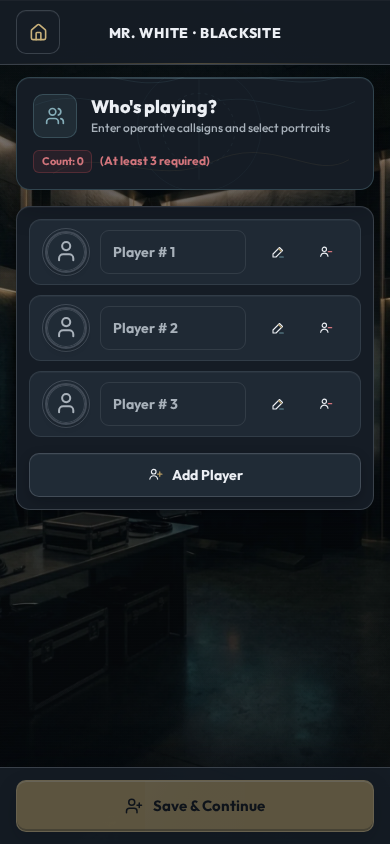 MR. WHITE · BLACKSITE
Who's playing?
Enter operative callsigns and select portraits
Count: 0 (At least 3 required)
Player # 1
Player # 2
Player # 3
Add Player
Save & Continue